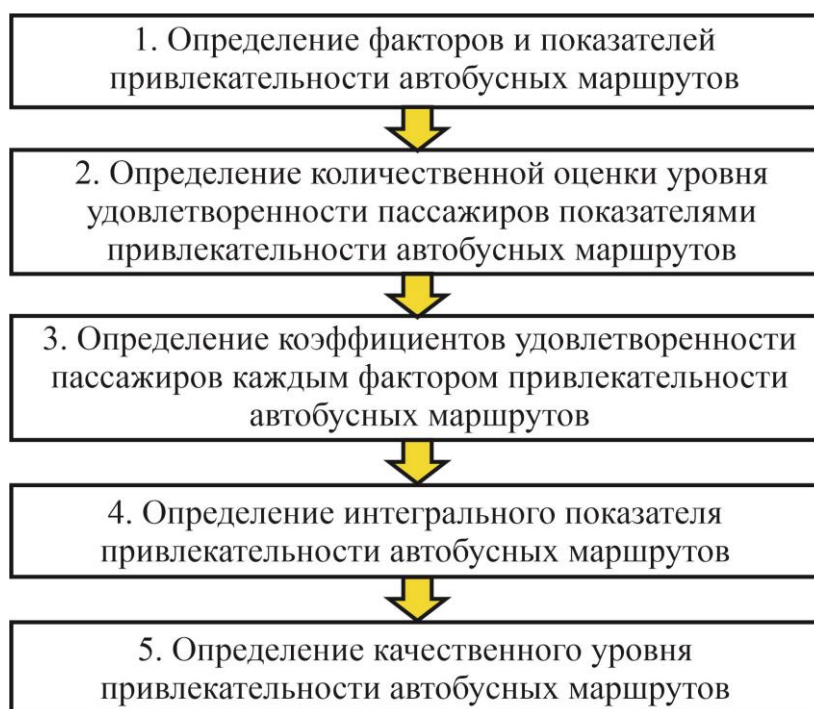 1. Определение факторов и показателей
привлекательности автобусных маршрутов
2. Определение количественной оценки уровня
удовлетворенности пассажиров показателями
привлекательности автобусных маршрутов
3. Определение коэффициентов удовлетворенности
пассажиров каждым фактором привлекательности
автобусных маршрутов
4. Определение интегрального показателя
привлекательности автобусных маршрутов
5. Определение качественного уровня
привлекательности автобусных маршрутов